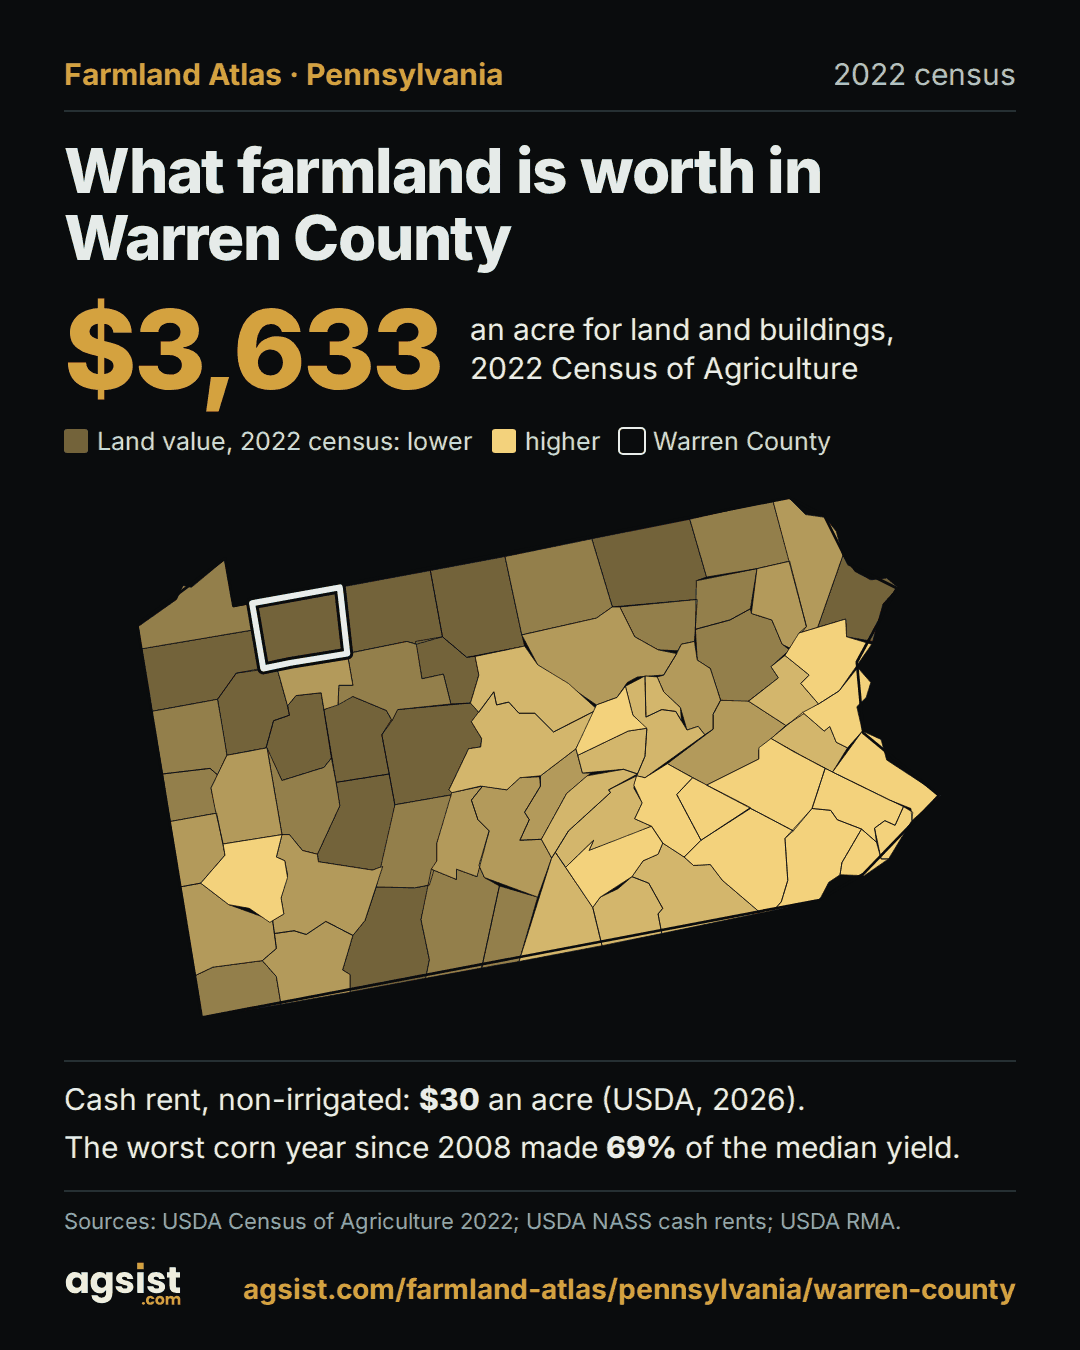 Farmland Atlas · Pennsylvania
2022 census
What farmland is worth in
Warren County
$3,633
an acre for land and buildings,
2022 Census of Agriculture
Land value, 2022 census: lower higher Warren County
Cash rent, non-irrigated: $30 an acre (USDA, 2026).
The worst corn year since 2008 made 69% of the median yield.
Sources: USDA Census of Agriculture 2022; USDA NASS cash rents; USDA RMA.
agsist
.com
agsist.com/farmland-atlas/pennsylvania/warren-county